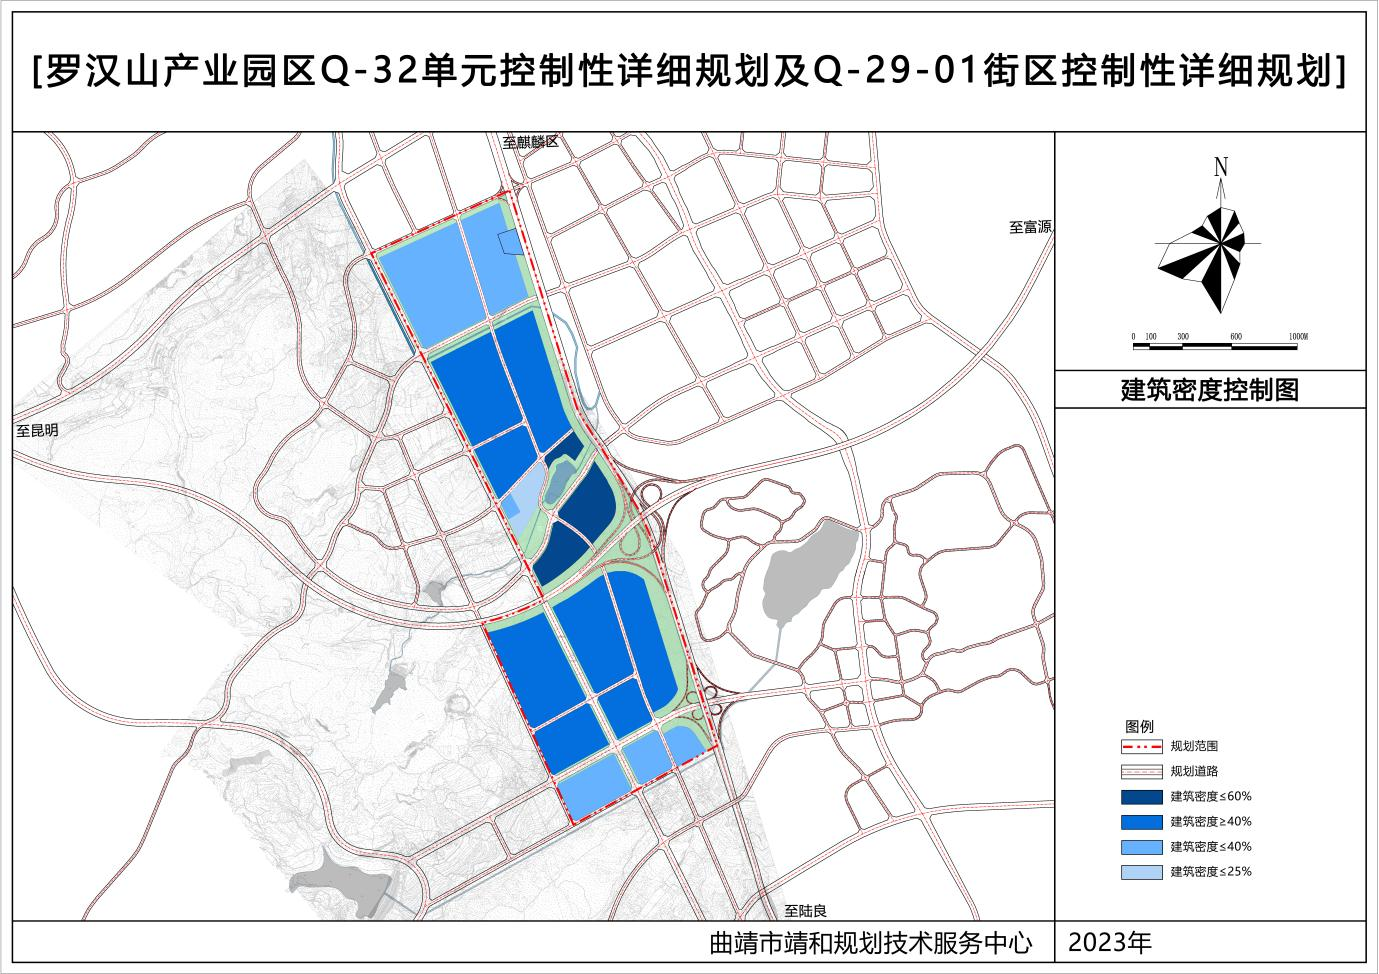 [罗汉山产业园区Q-32单元控制性详细规划及Q-29-01街区控制性详细规划]
至麒麟区
N
至富源
0 100 300 600 1000M
建筑密度控制图
至昆明
图例
规划范围
规划道路
建筑密度≤60%
建筑密度≥40%
建筑密度≤40%
建筑密度≤25%
至陆良
曲靖市靖和规划技术服务中心
2023年